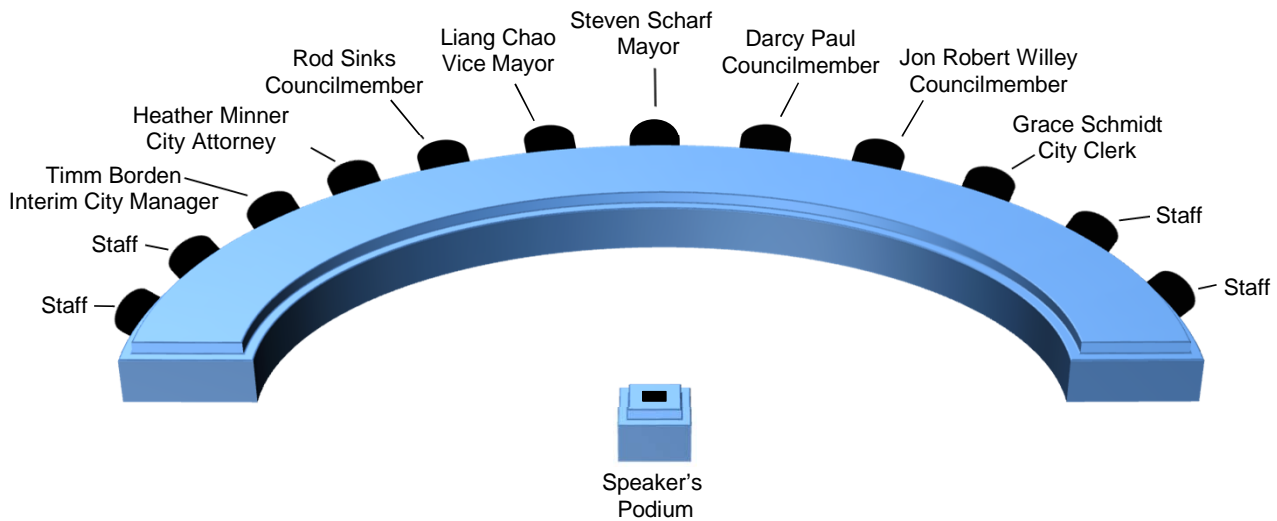 Steven Scharf
Mayor
Liang Chao
Vice Mayor
Darcy Paul
Councilmember
Rod Sinks
Councilmember
Jon Robert Willey
Councilmember
Heather Minner
City Attorney
Grace Schmidt
City Clerk
Timm Borden
Interim City Manager
Staff
Staff
Staff
Staff
Speaker's
Podium